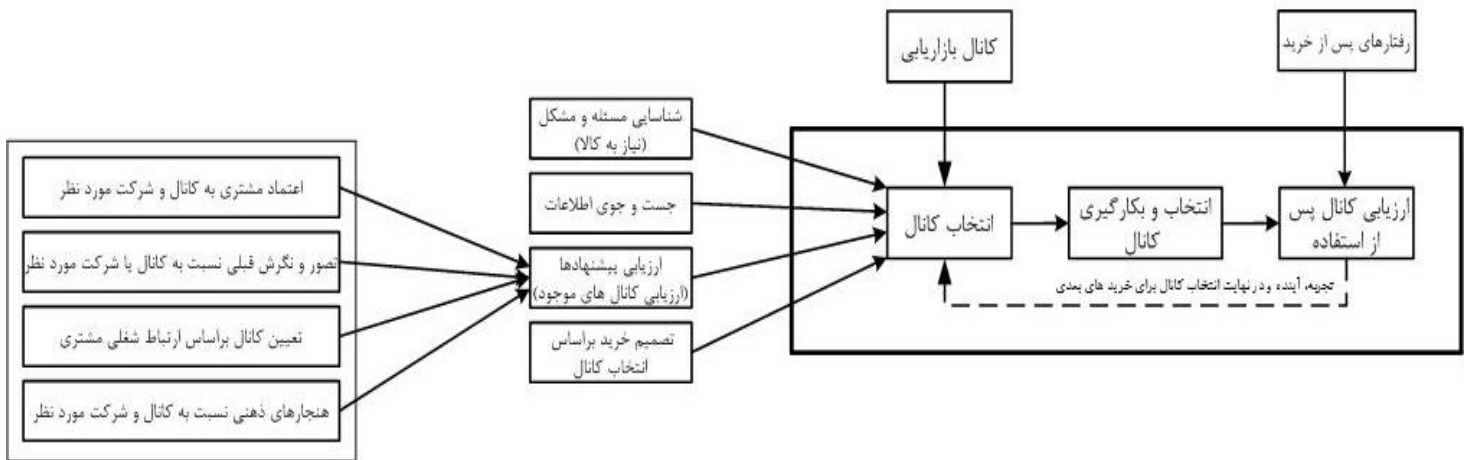 کانال بازاریابی
رفتارهای پس از خرید
شناسایی مسئله و مشکل
(نیاز به کالا)
جست و جوی اطلاعات
ارزیابی پیشنهادها
(ارزیابی کانال های موجود)
تصمیم خرید براساس
انتخاب کانال
اعتماد مشتری به کانال و شرکت مورد نظر
تصور و نگرش قبلی نسبت به کانال یا شرکت مورد نظر
تعیین کانال براساس ارتباط شغلی مشتری
هنجارهای ذهنی نسبت به کانال و شرکت مورد نظر
انتخاب کانال
انتخاب و بکارگیری
کانال
ارزیابی کانال پس
از استفاده
تجربه، آینده و در نهایت انتخاب کانال برای خرید های بعدی